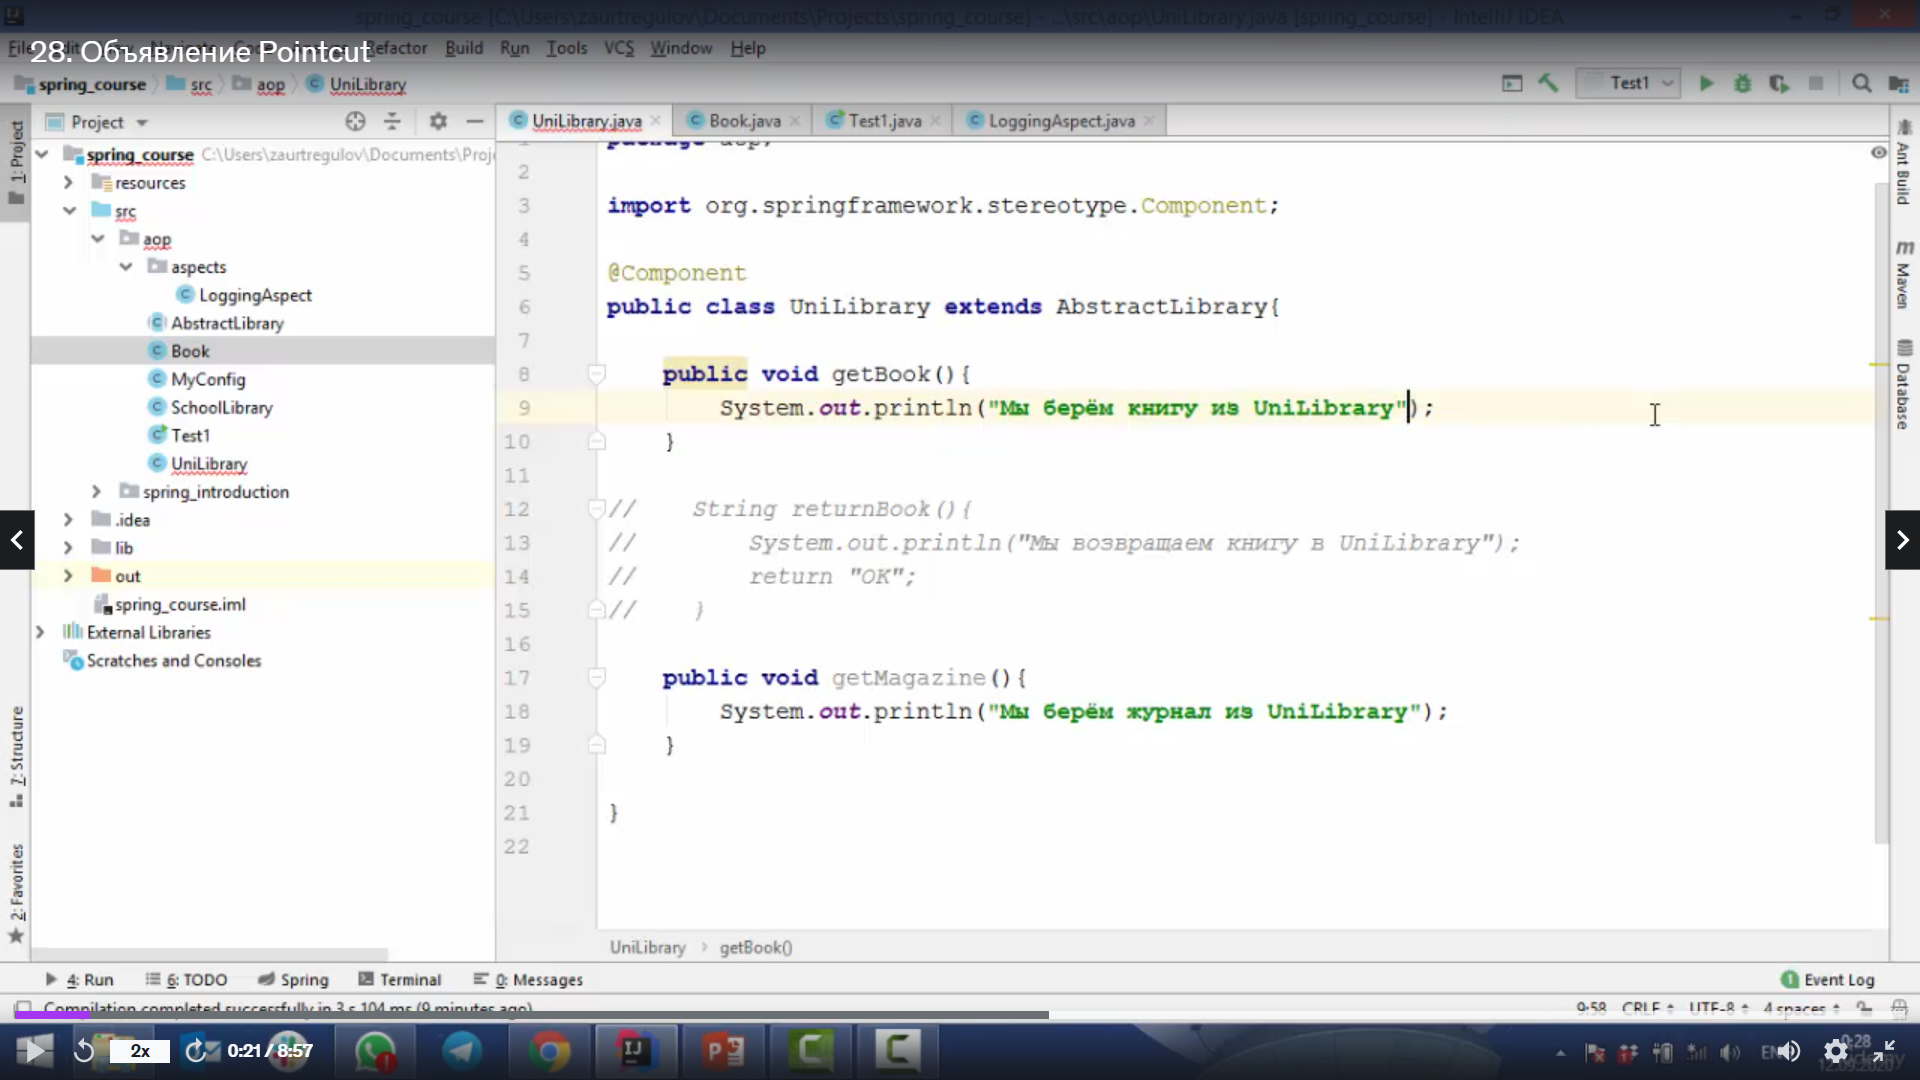 spring_course [C:\Users\zaurtregulov\Documents\Projects\spring_course] - ...\src\aop\UniLibrary.java [spring_course] - IntelliJ IDEA
28. Объявление Pointcut
File Refactor Build Run Tools VCS Window Help
spring_course src aop UniLibrary
Test1
Project
UniLibrary.java Book.java Test1.java LoggingAspect.java
1: Project
spring_course C:\Users\zaurtregulov\Documents\Proj
resources
src
aop
aspects
LoggingAspect
AbstractLibrary
Book
MyConfig
SchoolLibrary
Test1
UniLibrary
spring_introduction
.idea
lib
out
spring_course.iml
External Libraries
Scratches and Consoles
7: Structure
2: Favorites
1 package aop;
2
3 import org.springframework.stereotype.Component;
4
5 @Component
6 public class UniLibrary extends AbstractLibrary{
7
8 public void getBook(){
9 System.out.println("Мы берём книгу из UniLibrary");
10 }
11
12 // String returnBook(){
13 // System.out.println("Мы возвращаем книгу в UniLibrary");
14 // return "OK";
15 // }
16
17 public void getMagazine(){
18 System.out.println("Мы берём журнал из UniLibrary");
19 }
20
21 }
22
Ant Build
m Maven
Database
UniLibrary getBook()
4: Run 6: TODO Spring Terminal 0: Messages
1 Event Log
Compilation completed successfully in 3 s 104 ms (9 minutes ago)
9:58 CRLF UTF-8 4 spaces
2x 0:21 / 8:57
EN
12.09.2020